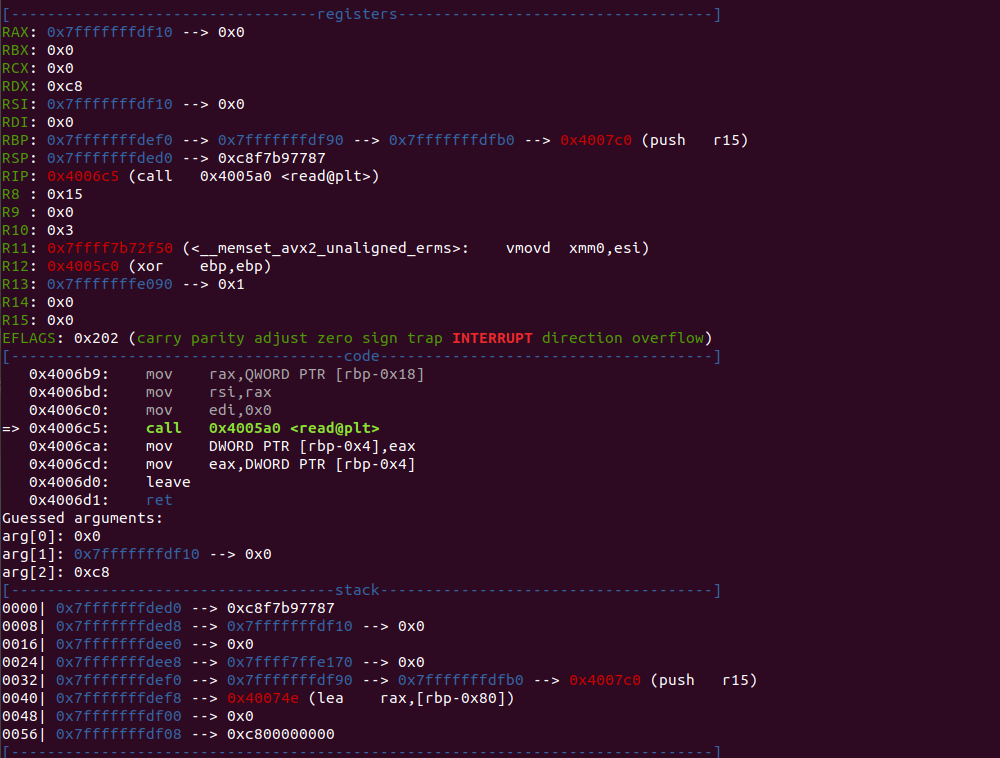 [----------------------------------registers-----------------------------------]
RAX: 0x7fffffffdf10 --> 0x0
RBX: 0x0
RCX: 0x0
RDX: 0xc8
RSI: 0x7fffffffdf10 --> 0x0
RDI: 0x0
RBP: 0x7fffffffdef0 --> 0x7fffffffdf90 --> 0x7fffffffdfb0 --> 0x4007c0 (push   r15)
RSP: 0x7fffffffded0 --> 0xc8f7b97787
RIP: 0x4006c5 (call   0x4005a0 <read@plt>)
R8 : 0x15
R9 : 0x0
R10: 0x3
R11: 0x7ffff7b72f50 (<__memset_avx2_unaligned_erms>:    vmovd  xmm0,esi)
R12: 0x4005c0 (xor    ebp,ebp)
R13: 0x7fffffffe090 --> 0x1
R14: 0x0
R15: 0x0
EFLAGS: 0x202 (carry parity adjust zero sign trap INTERRUPT direction overflow)
[-------------------------------------code-------------------------------------]
   0x4006b9:    mov    rax,QWORD PTR [rbp-0x18]
   0x4006bd:    mov    rsi,rax
   0x4006c0:    mov    edi,0x0
=> 0x4006c5:    call   0x4005a0 <read@plt>
   0x4006ca:    mov    DWORD PTR [rbp-0x4],eax
   0x4006cd:    mov    eax,DWORD PTR [rbp-0x4]
   0x4006d0:    leave
   0x4006d1:    ret
Guessed arguments:
arg[0]: 0x0
arg[1]: 0x7fffffffdf10 --> 0x0
arg[2]: 0xc8
[------------------------------------stack-------------------------------------]
0000| 0x7fffffffded0 --> 0xc8f7b97787
0008| 0x7fffffffded8 --> 0x7fffffffdf10 --> 0x0
0016| 0x7fffffffdee0 --> 0x0
0024| 0x7fffffffdee8 --> 0x7ffff7ffe170 --> 0x0
0032| 0x7fffffffdef0 --> 0x7fffffffdf90 --> 0x7fffffffdfb0 --> 0x4007c0 (push   r15)
0040| 0x7fffffffdef8 --> 0x40074e (lea    rax,[rbp-0x80])
0048| 0x7fffffffdf00 --> 0x0
0056| 0x7fffffffdf08 --> 0xc800000000
[------------------------------------------------------------------------------]